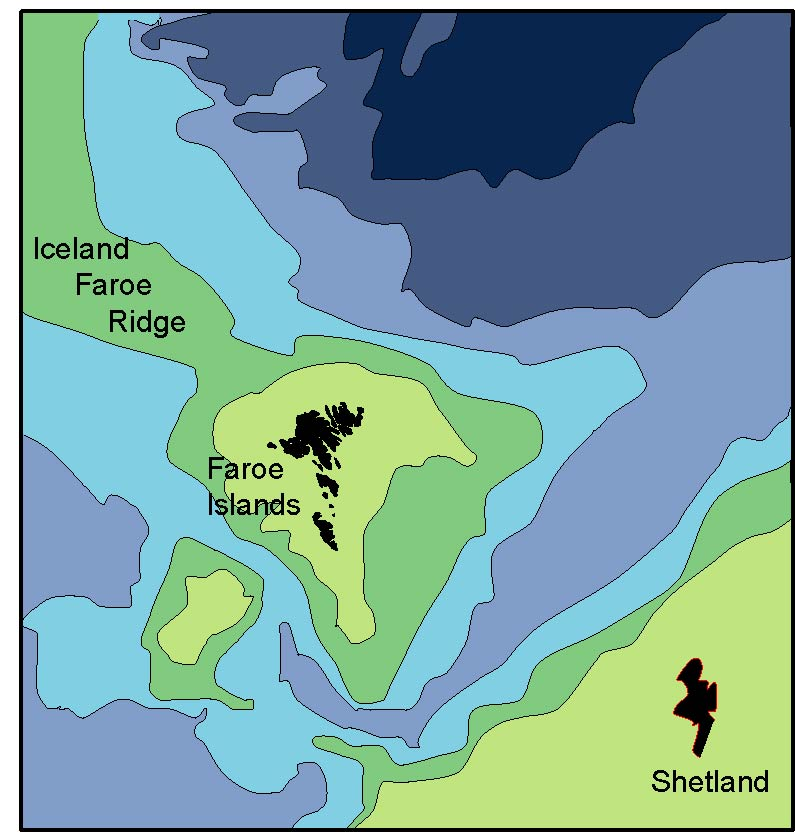 Iceland
Faroe
Ridge
Faroe
Islands
Shetland